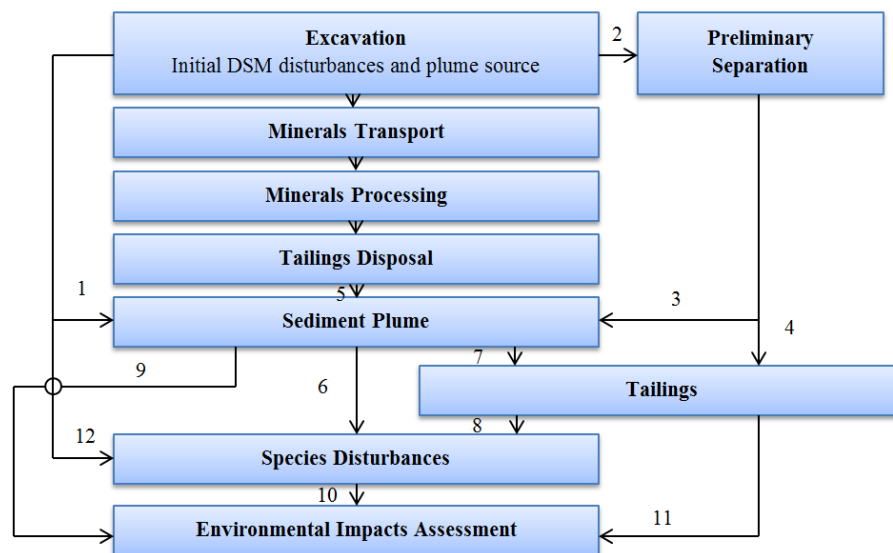 Excavation
Initial DSM disturbances and plume source
2
Preliminary
Separation
Minerals Transport
Minerals Processing
Tailings Disposal
1
5
3
Sediment Plume
4
9
6
7
Tailings
8
12
Species Disturbances
10
11
Environmental Impacts Assessment